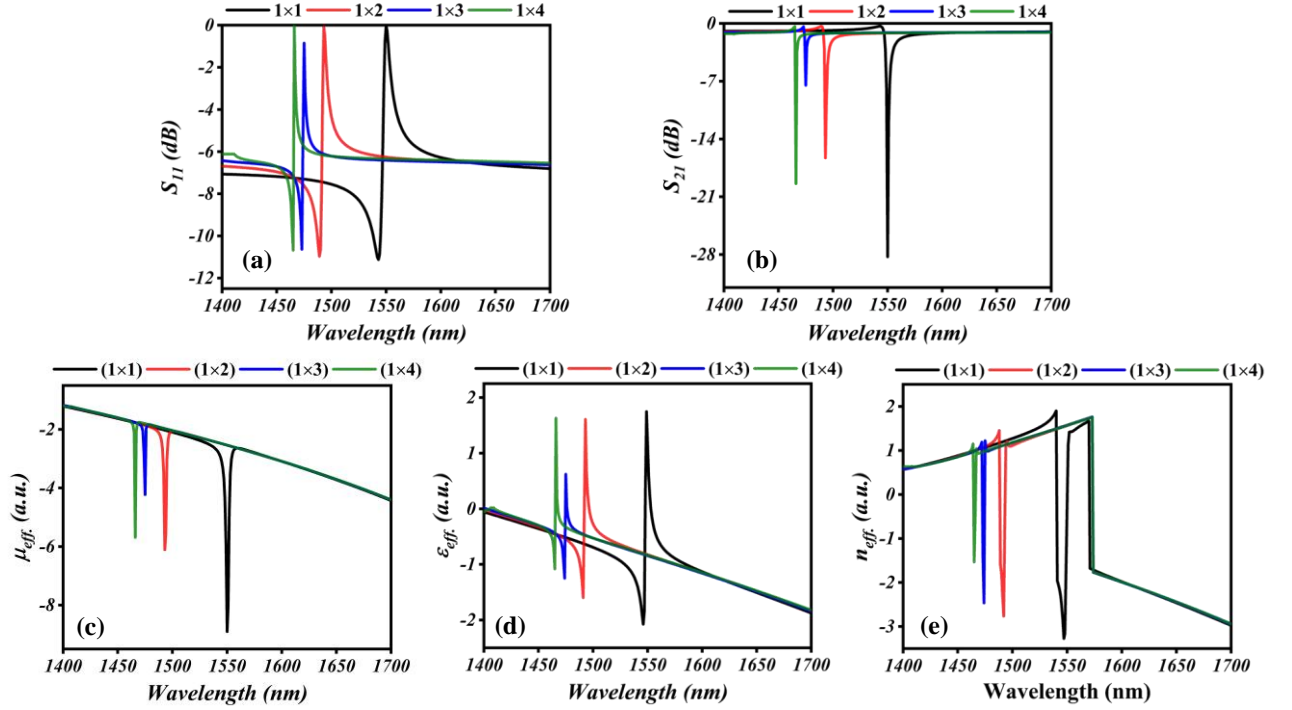 1×1 1×2 1×3 1×4
0
-2
-4
-6
-8
-10
-12
S11 (dB)
(a)
1400 1450 1500 1550 1600 1650 1700
Wavelength (nm)
1×1 1×2 1×3 1×4
0
-7
-14
-21
-28
S21 (dB)
(b)
1400 1450 1500 1550 1600 1650 1700
Wavelength (nm)
(1×1) (1×2) (1×3) (1×4)
-2
-4
-6
-8
μeff. (a.u.)
(c)
1400 1450 1500 1550 1600 1650 1700
Wavelength (nm)
(1×1) (1×2) (1×3) (1×4)
2
1
0
-1
-2
εeff. (a.u.)
(d)
1400 1450 1500 1550 1600 1650 1700
Wavelength (nm)
(1×1) (1×2) (1×3) (1×4)
2
1
0
-1
-2
-3
neff. (a.u.)
(e)
1400 1450 1500 1550 1600 1650 1700
Wavelength (nm)